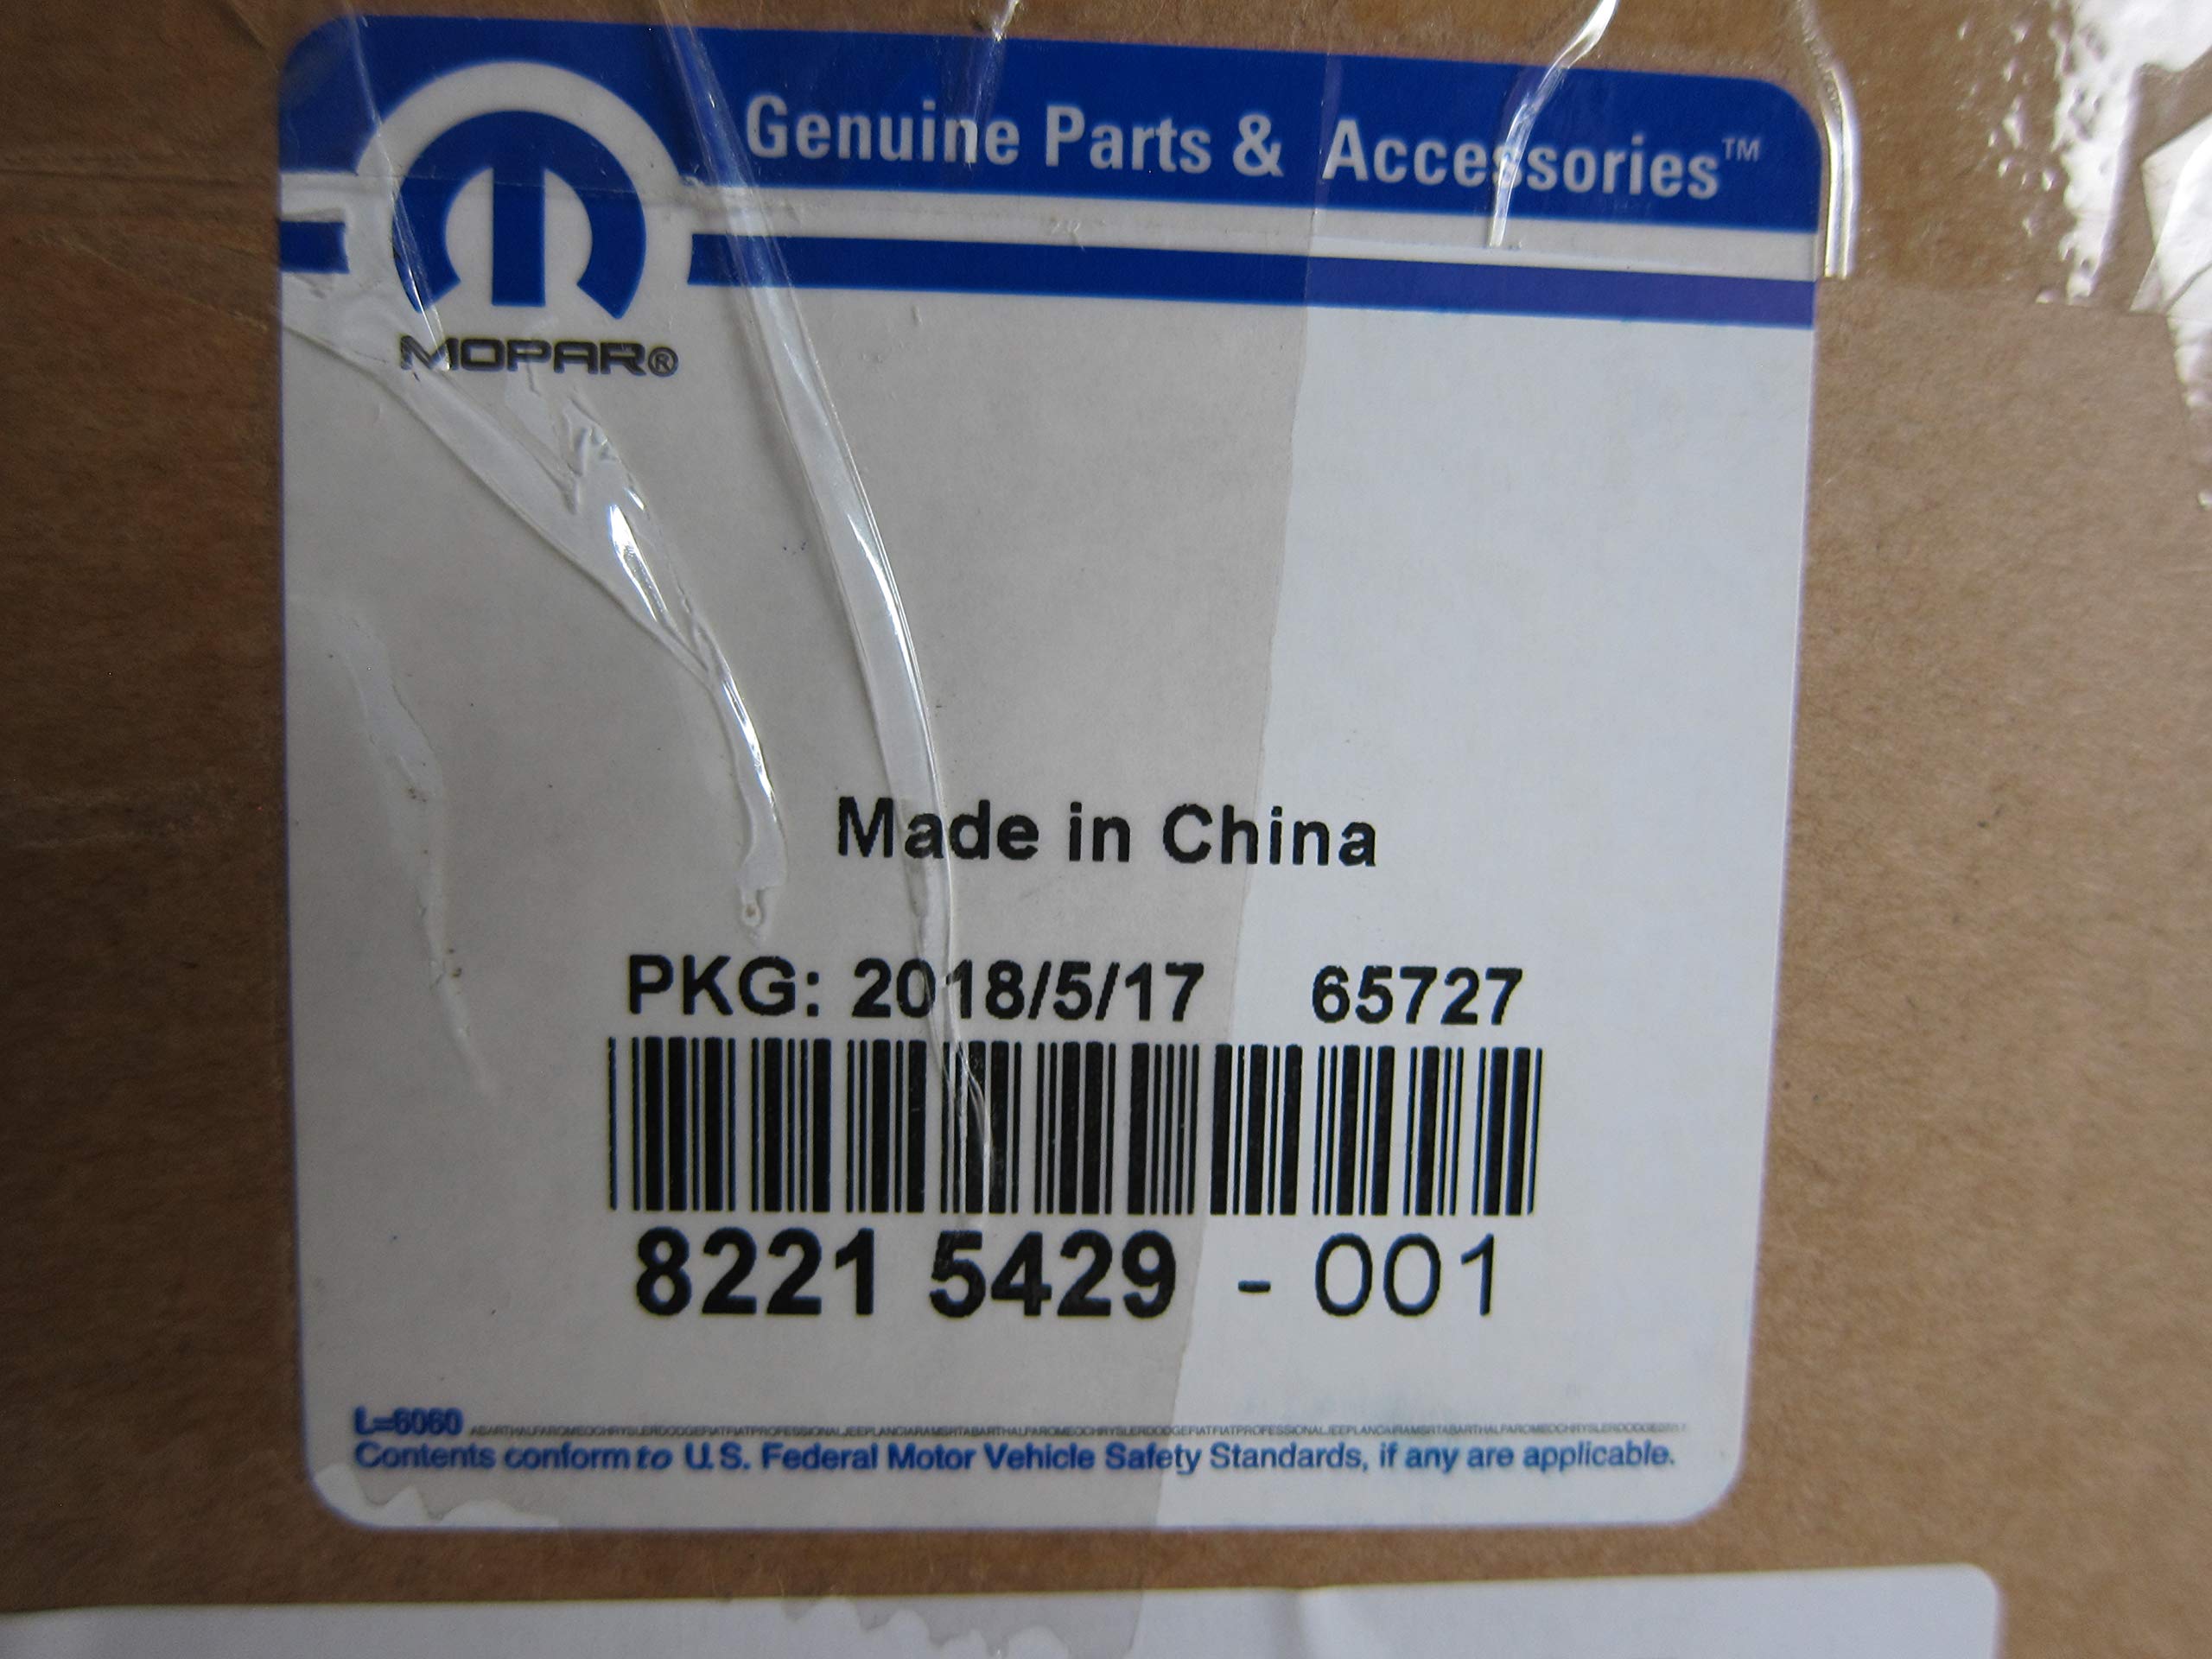 Genuine Parts & Accessories™
MOPAR®
Made in China
PKG: 2018/5/17 65727
8221 5429 - 001
L=6060
Contents conform to U.S. Federal Motor Vehicle Safety Standards, if any are applicable.